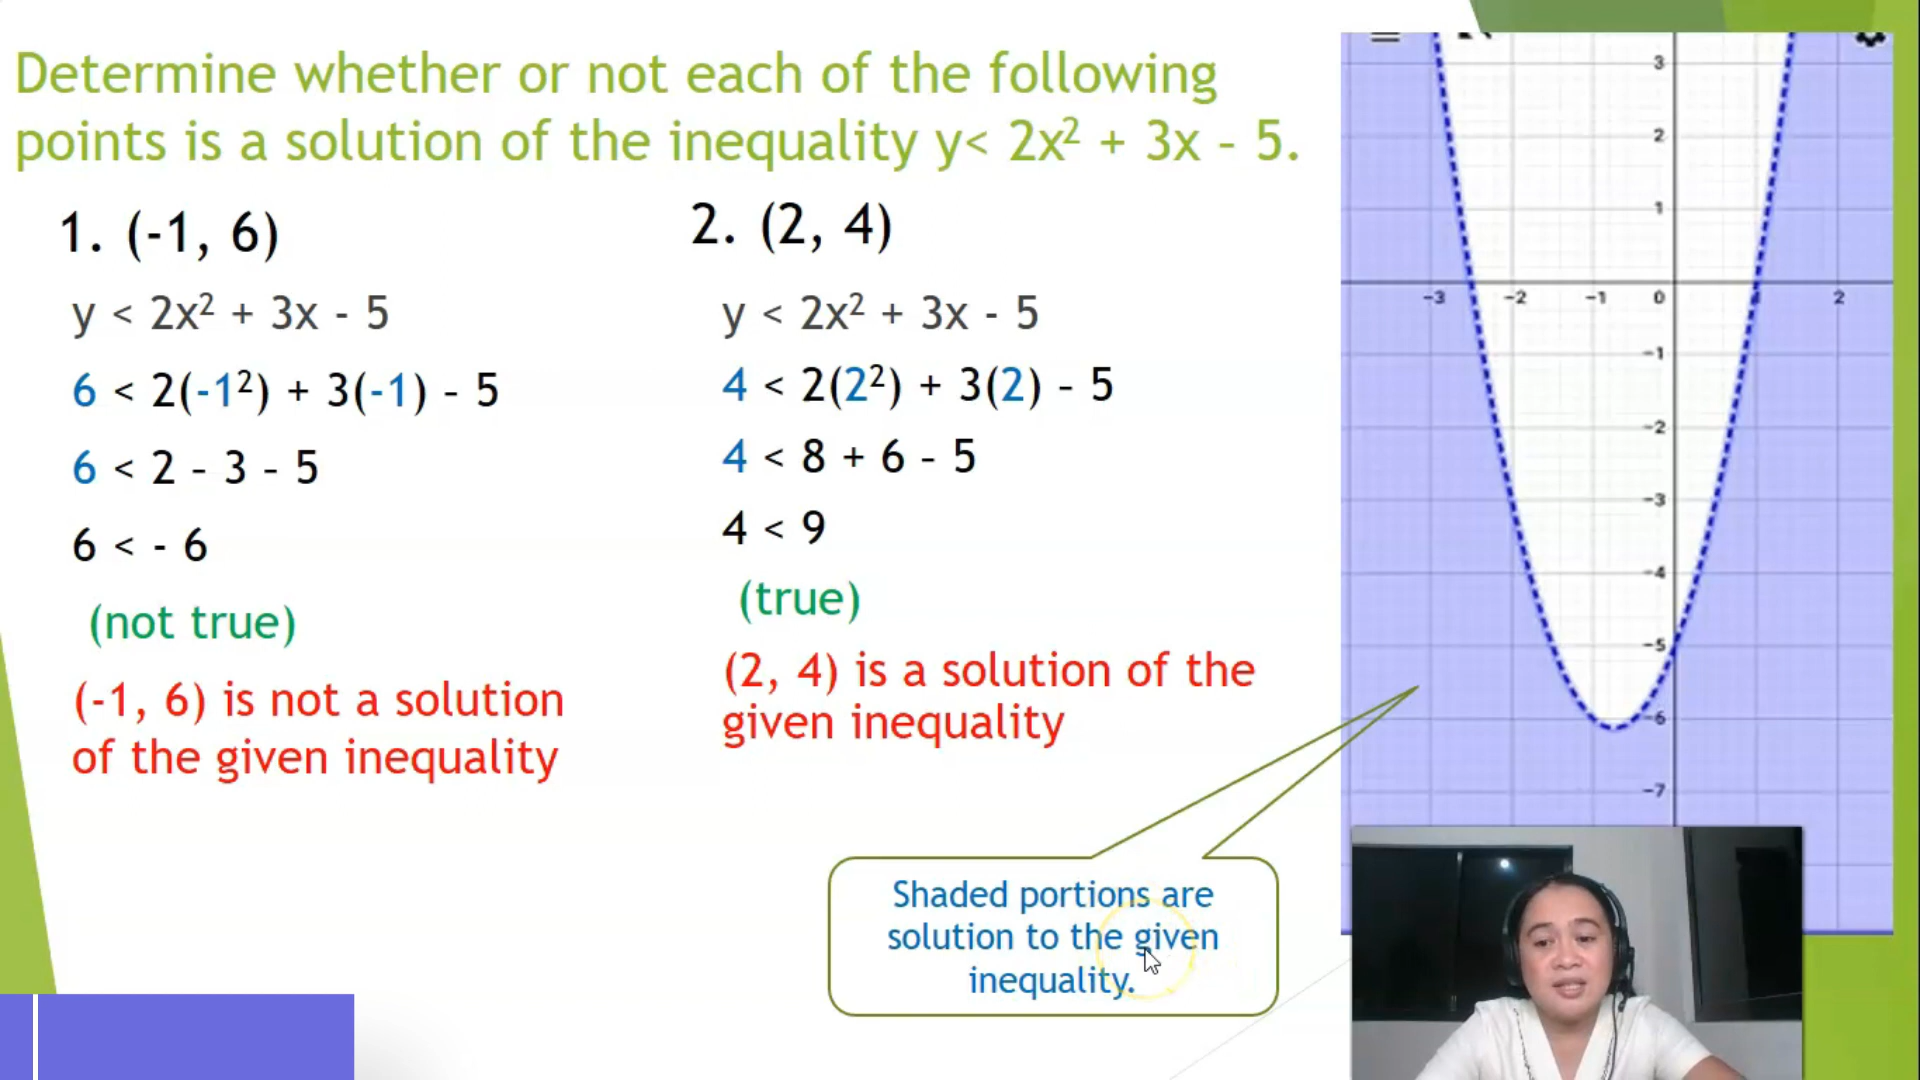 Determine whether or not each of the following
points is a solution of the inequality y< 2x² + 3x – 5.
1. (-1, 6)
y < 2x² + 3x - 5
6 < 2(-1²) + 3(-1) – 5
6 < 2 – 3 – 5
6 < - 6
(not true)
(-1, 6) is not a solution
of the given inequality
2. (2, 4)
y < 2x² + 3x - 5
4 < 2(2²) + 3(2) – 5
4 < 8 + 6 – 5
4 < 9
(true)
(2, 4) is a solution of the
given inequality
Shaded portions are
solution to the given
inequality.
3
2
1
-3 -2 -1 0 2
-1
-2
-3
-4
-5
-6
-7